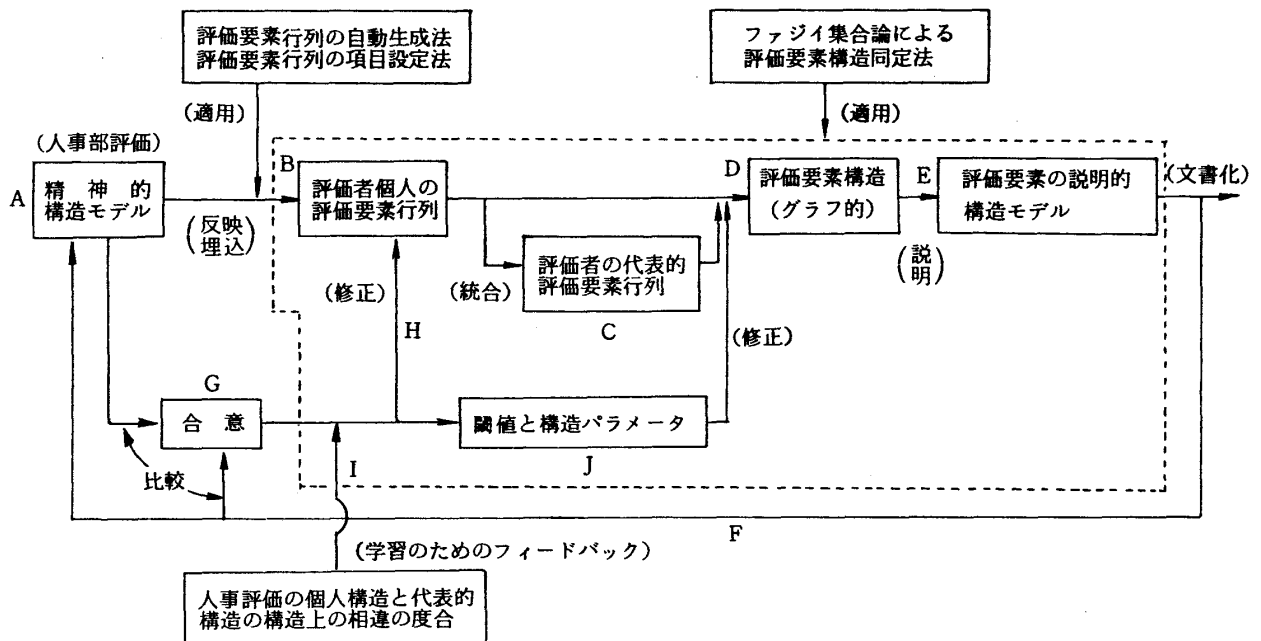 評価要素行列の自動生成法
評価要素行列の項目設定法
ファジイ集合論による
評価要素構造同定法
(適用)
(適用)
(人事部評価)
A
精神的
構造モデル
(反映
埋込)
B
評価者個人の
評価要素行列
D
評価要素構造
(グラフ的)
E
評価要素の説明的
構造モデル
(文書化)
(説
明)
(統合)
評価者の代表的
評価要素行列
C
(修正)
H
(修正)
G
合意
閾値と構造パラメータ
J
I
比較
F
(学習のためのフィードバック)
人事評価の個人構造と代表的
構造の構造上の相違の度合